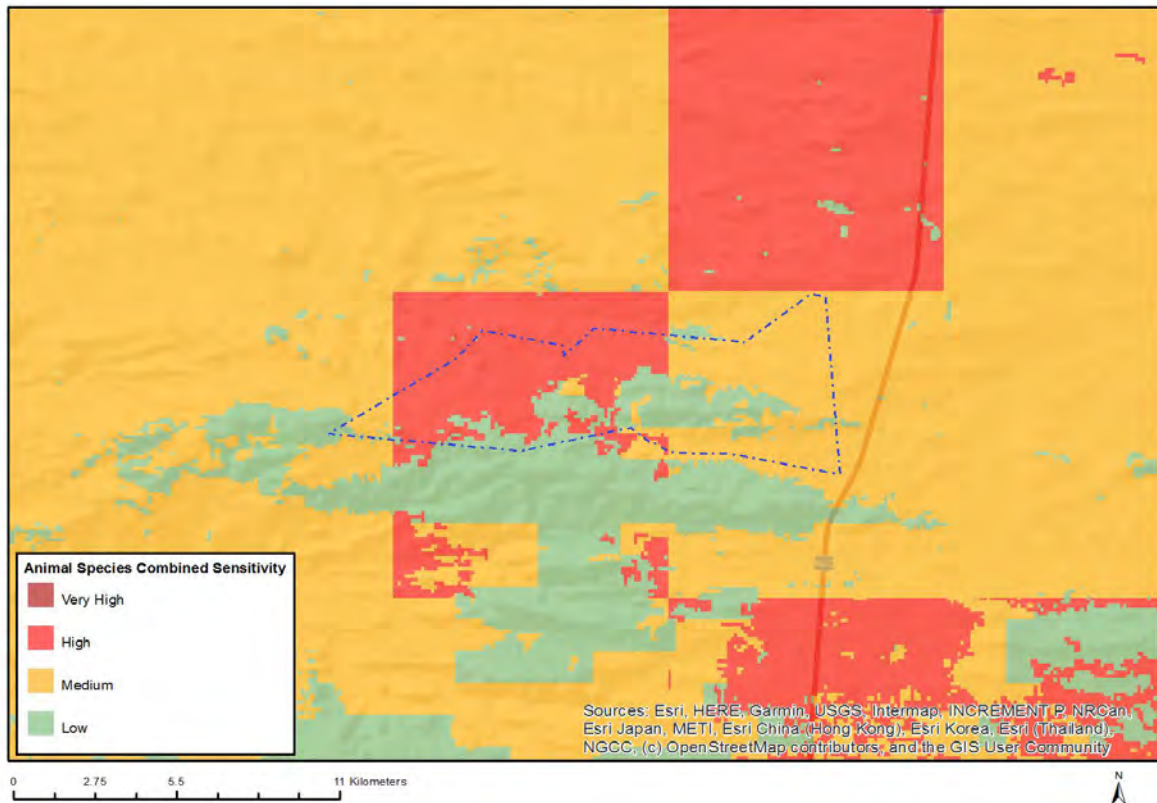 Animal Species Combined Sensitivity
Very High
High
Medium
Low
Sources: Esri, HERE, Garmin, USGS, Intermap, INCREMENT P, NRCan,
Esri Japan, METI, Esri China (Hong Kong), Esri Korea, Esri (Thailand),
NGCC, (c) OpenStreetMap contributors, and the GIS User Community
0 2.75 5.5 11 Kilometers
N